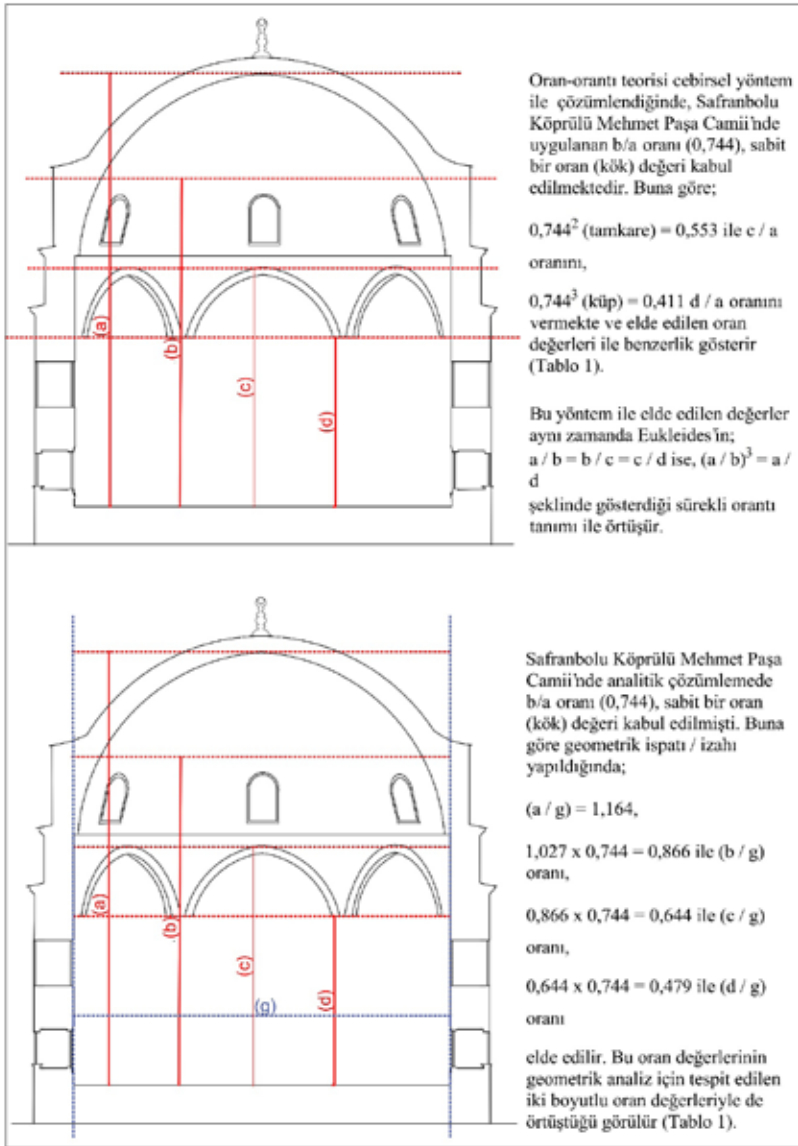 Oran-orantı teorisi cebirsel yöntem
ile çözümlendiğinde, Safranbolu
Köprülü Mehmet Paşa Camii'nde
uygulanan b/a oranı (0,744), sabit
bir oran (kök) değeri kabul
edilmektedir. Buna göre;
0,744² (tamkare) = 0,553 ile c / a
oranını,
0,744³ (küp) = 0,411 d / a oranını
vermekte ve elde edilen oran
değerleri ile benzerlik gösterir
(Tablo 1).
Bu yöntem ile elde edilen değerler
aynı zamanda Eukleides'in;
a / b = b / c = c / d ise, (a / b)³ = a /
d
şeklinde gösterdiği sürekli orantı
tanımı ile örtüşür.
(a)
(b)
(c)
(d)
Safranbolu Köprülü Mehmet Paşa
Camii'nde analitik çözümlemede
b/a oranı (0,744), sabit bir oran
(kök) değeri kabul edilmişti. Buna
göre geometrik ispatı / izahı
yapıldığında;
(a / g) = 1,164,
1,027 x 0,744 = 0,866 ile (b / g)
oranı,
0,866 x 0,744 = 0,644 ile (c / g)
oranı,
0,644 x 0,744 = 0,479 ile (d / g)
oranı
elde edilir. Bu oran değerlerinin
geometrik analiz için tespit edilen
iki boyutlu oran değerleriyle de
örtüştüğü görülür (Tablo 1).
(a)
(b)
(c)
(d)
(g)